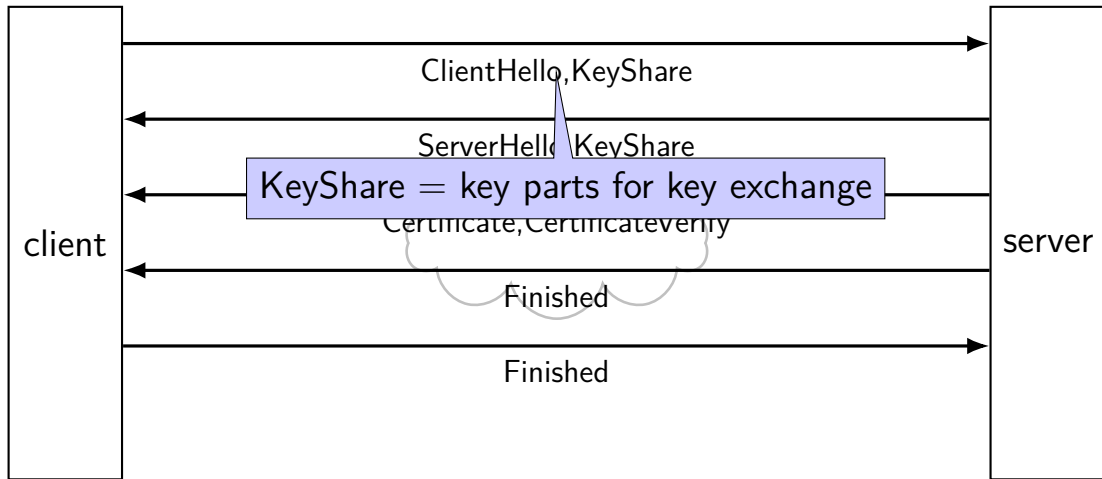 ClientHello,KeyShare
ServerHello,KeyShare
KeyShare = key parts for key exchange
Certificate,CertificateVerify
client
server
Finished
Finished